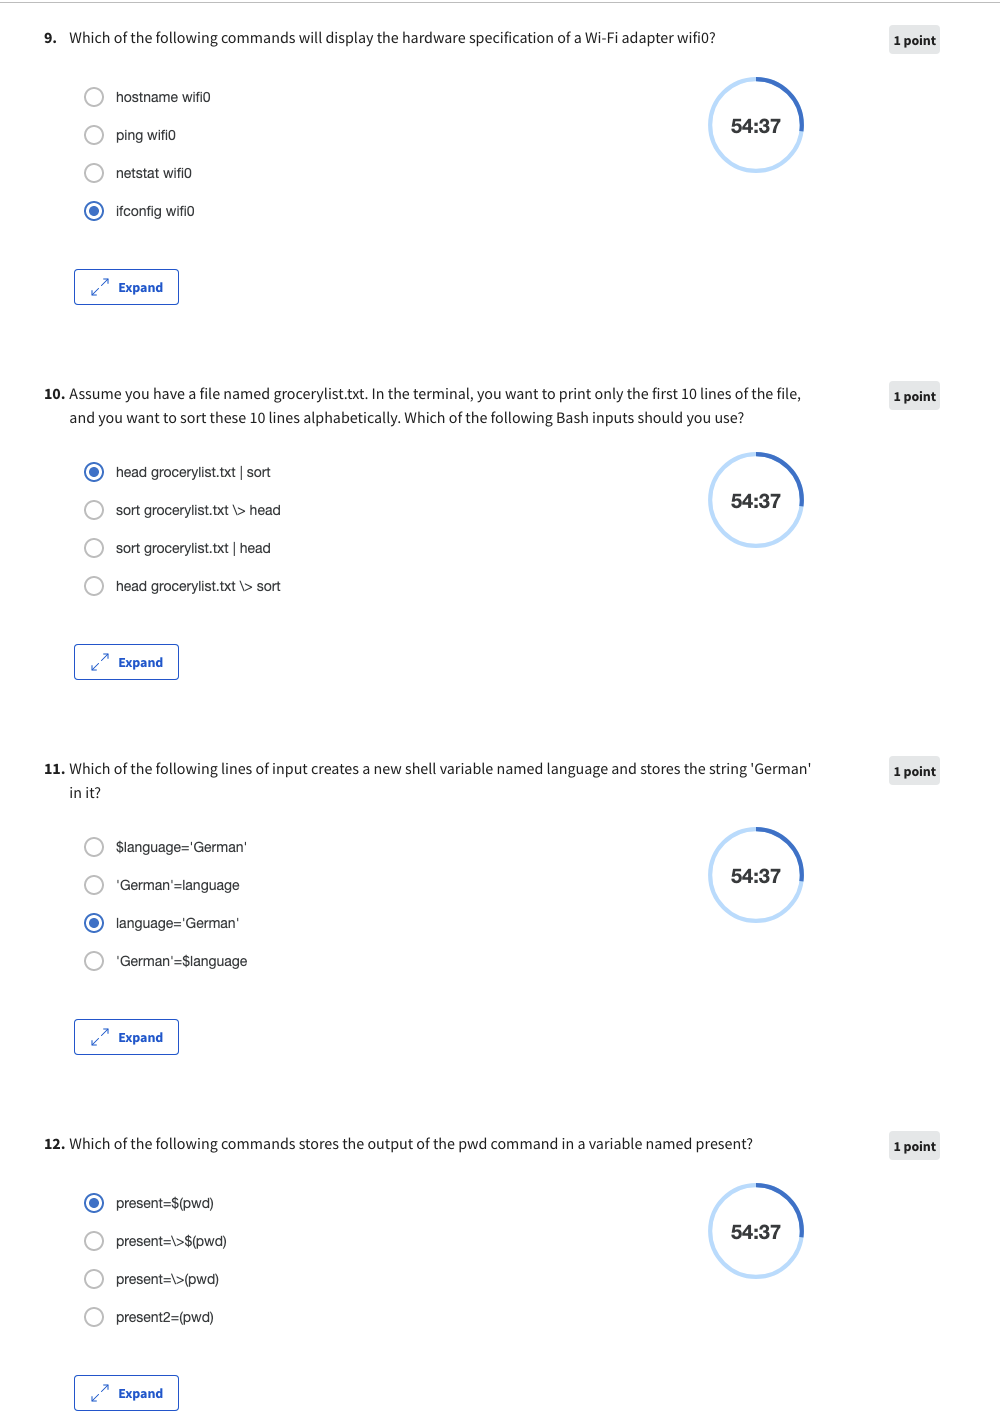 9. Which of the following commands will display the hardware specification of a Wi-Fi adapter wifi0?
1 point
hostname wifi0
54:37
ping wifi0
netstat wifi0
ifconfig wifi0
Expand
10. Assume you have a file named grocerylist.txt. In the terminal, you want to print only the first 10 lines of the file,
1 point
and you want to sort these 10 lines alphabetically. Which of the following Bash inputs should you use?
head grocerylist.txt | sort
54:37
sort grocerylist.txt \> head
sort grocerylist.txt | head
head grocerylist.txt \> sort
Expand
11. Which of the following lines of input creates a new shell variable named language and stores the string 'German'
1 point
in it?
$language='German'
54:37
'German'=language
language='German'
'German'=$language
Expand
12. Which of the following commands stores the output of the pwd command in a variable named present?
1 point
present=$(pwd)
54:37
present=\>$(pwd)
present=\>(pwd)
present2=(pwd)
Expand